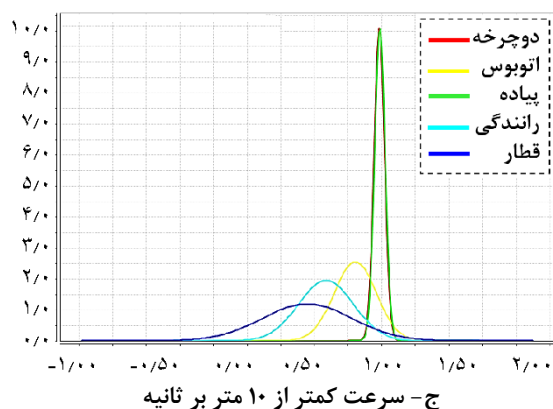 ۱۰/۰
۹/۰
۸/۰
۷/۰
۶/۰
۵/۰
۴/۰
۳/۰
۲/۰
۱/۰
۰/۰
دوچرخه
اتوبوس
پیاده
رانندگی
قطار
-۱/۰۰ -۰/۵۰ ۰/۰۰ ۰/۵۰ ۱/۰۰ ۱/۵۰ ۲/۰۰
ج- سرعت کمتر از ۱۰ متر بر ثانیه